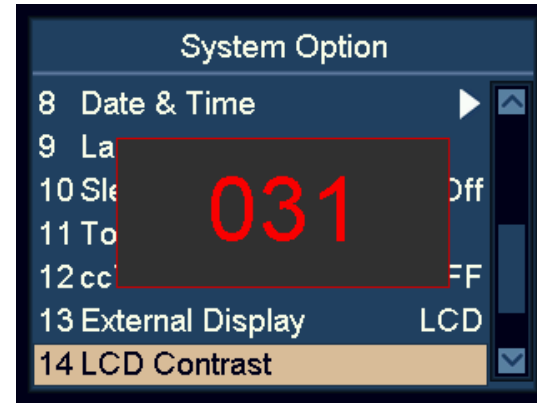 System Option
8 Date & Time
9 La
10 Sle Off
031
11 To
12 cc FF
13 External Display LCD
14 LCD Contrast